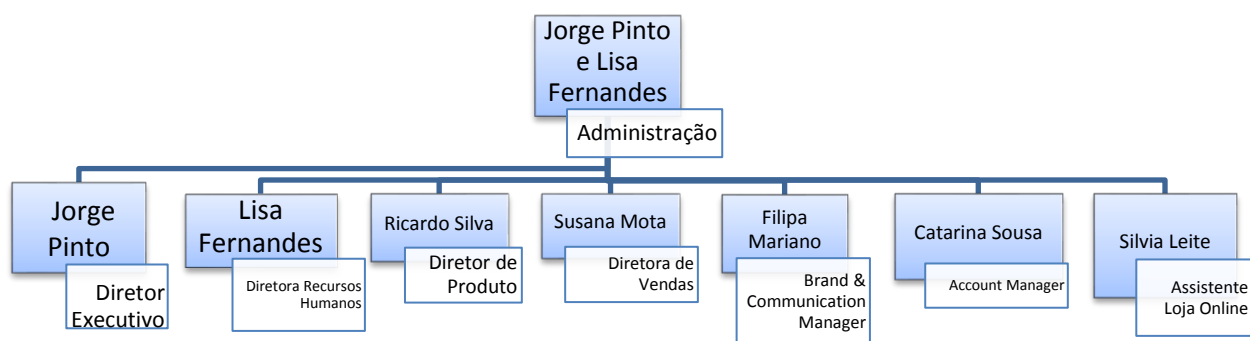 Jorge Pinto
e Lisa
Fernandes
Administração
Jorge
Pinto
Diretor
Executivo
Lisa
Fernandes
Diretora Recursos
Humanos
Ricardo Silva
Diretor de
Produto
Susana Mota
Diretora de
Vendas
Filipa
Mariano
Brand &
Communication
Manager
Catarina Sousa
Account Manager
Silvia Leite
Assistente
Loja Online